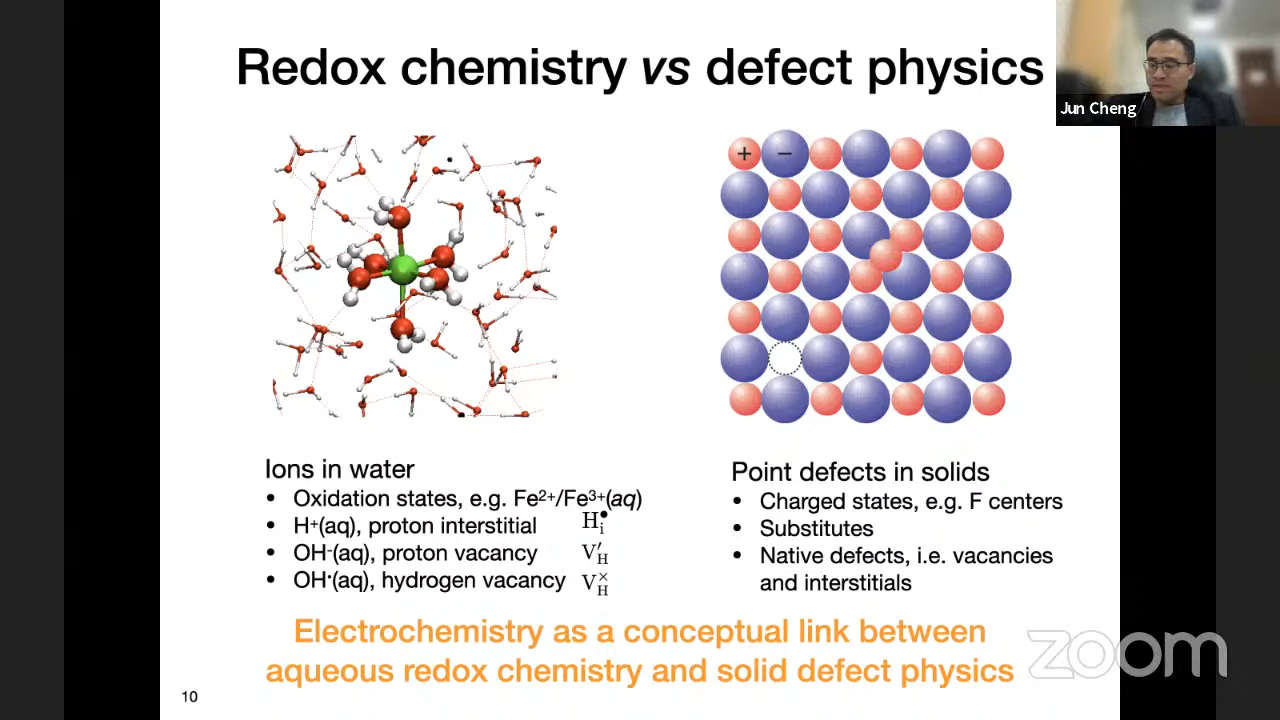 Redox chemistry vs defect physics
Jun Cheng
+ −
Ions in water
• Oxidation states, e.g. Fe²⁺/Fe³⁺(aq)
• H⁺(aq), proton interstitial Hᵢ•
• OH⁻(aq), proton vacancy V′H
• OH•(aq), hydrogen vacancy V×H
Point defects in solids
• Charged states, e.g. F centers
• Substitutes
• Native defects, i.e. vacancies
and interstitials
Electrochemistry as a conceptual link between
aqueous redox chemistry and solid defect physics
zoom
10